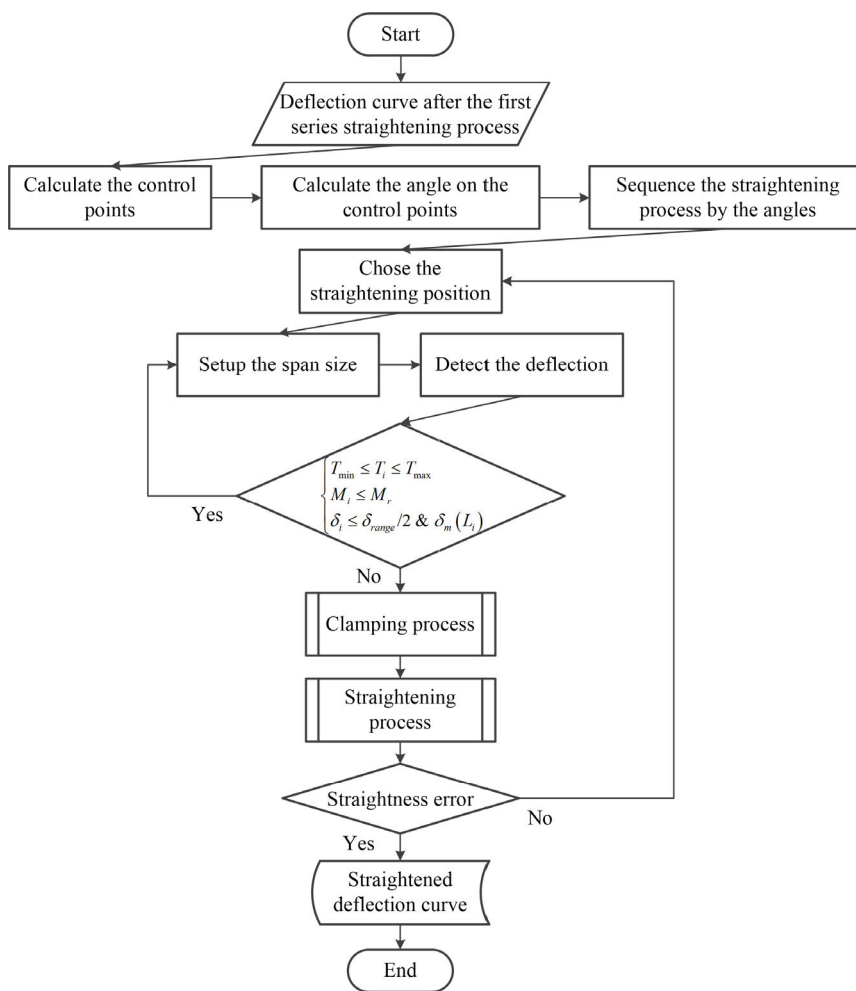 Start
Deflection curve after the first
series straightening process
Calculate the control
points
Calculate the angle on the
control points
Sequence the straightening
process by the angles
Chose the
straightening position
Setup the span size
Detect the deflection
T_min ≤ T_i ≤ T_max
M_i ≤ M_r
δ_i ≤ δ_range/2 & δ_m(L_i)
Yes
No
Clamping process
Straightening
process
Straightness error
No
Yes
Straightened
deflection curve
End